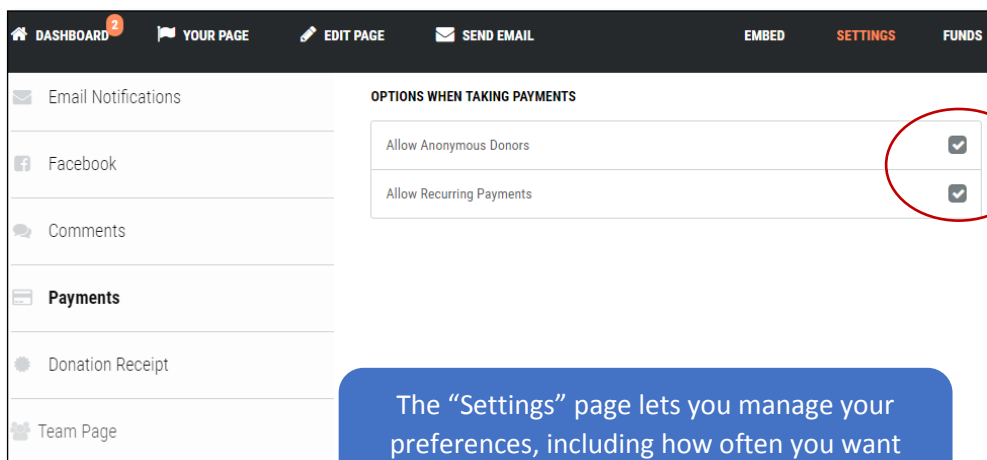 DASHBOARD 2 YOUR PAGE EDIT PAGE SEND EMAIL EMBED SETTINGS FUNDS
Email Notifications
Facebook
Comments
Payments
Donation Receipt
Team Page
OPTIONS WHEN TAKING PAYMENTS
Allow Anonymous Donors
Allow Recurring Payments
The “Settings” page lets you manage your
preferences, including how often you want